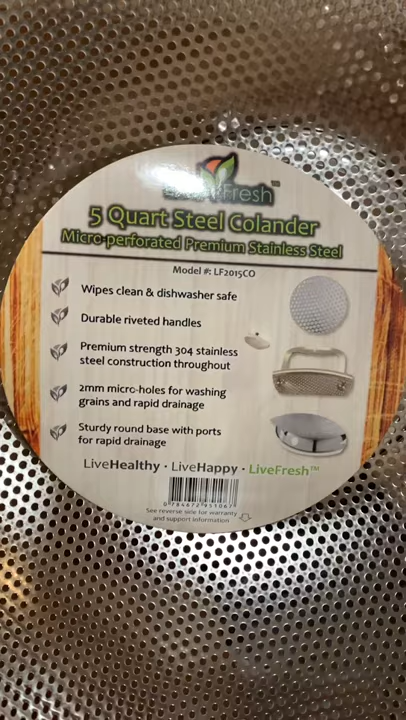 Fresh™
5 Quart Steel Colander
Micro-perforated Premium Stainless Steel
Model #: LF2015CO
Wipes clean & dishwasher safe
Durable riveted handles
Premium strength 304 stainless
steel construction throughout
2mm micro-holes for washing
grains and rapid drainage
Sturdy round base with ports
for rapid drainage
LiveHealthy · LiveHappy · LiveFresh™
See reverse side for warranty
and support information